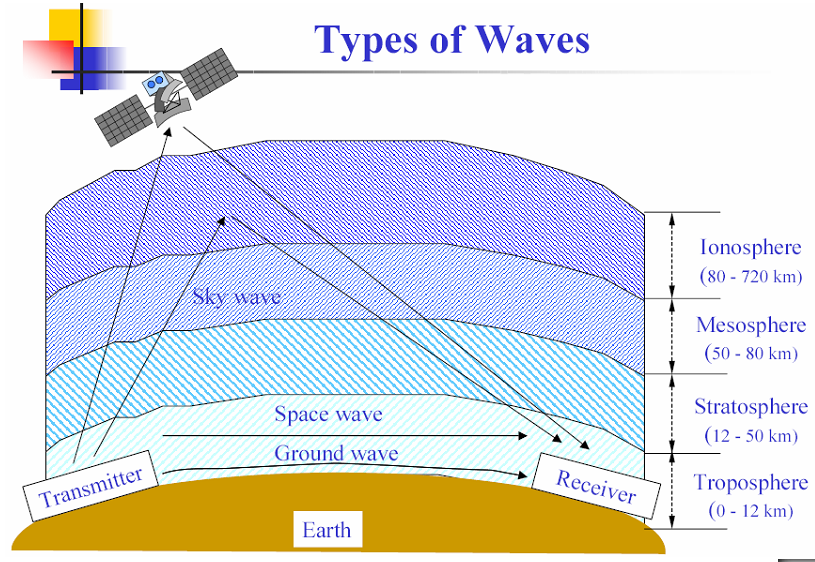 Types of Waves
Ionosphere
(80 - 720 km)
Sky wave
Mesosphere
(50 - 80 km)
Space wave
Stratosphere
(12 - 50 km)
Ground wave
Transmitter
Receiver
Troposphere
(0 - 12 km)
Earth